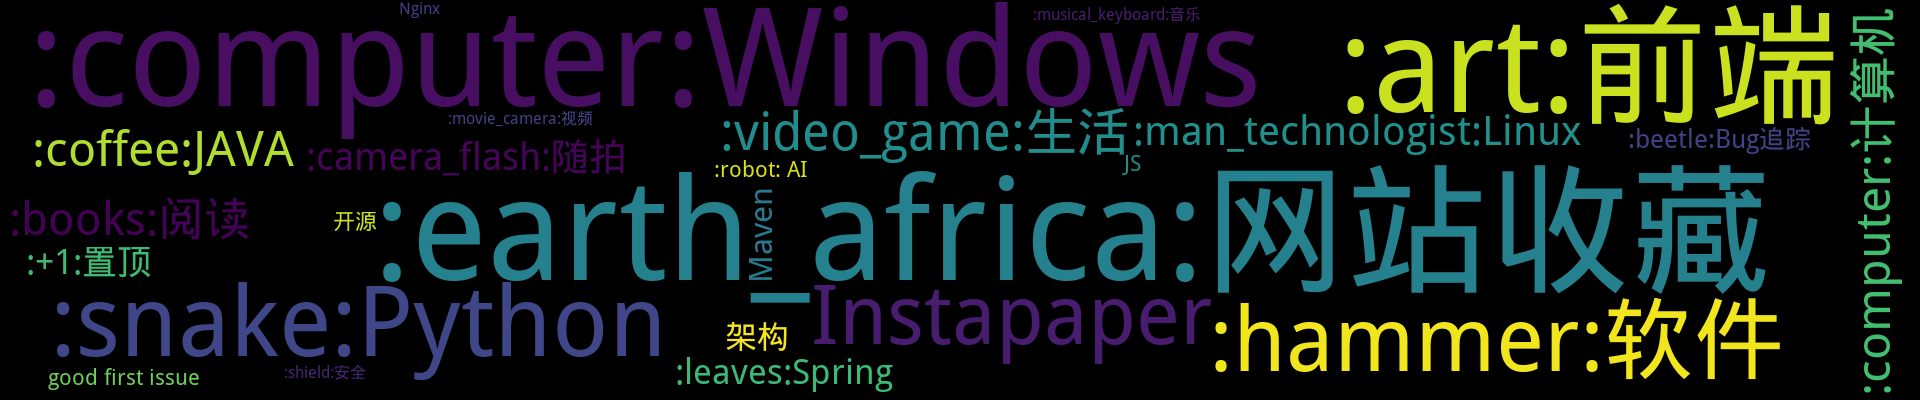 Nginx
:musical_keyboard:音乐
:computer:Windows
:art:前端
:computer:计算机
:movie_camera:视频
:video_game:生活
:man_technologist:Linux
:beetle:Bug追踪
:coffee:JAVA
:camera_flash:随拍
:robot: AI
JS
:books:阅读
开源
:earth_africa:网站收藏
Maven
:+1:置顶
:snake:Python
Instapaper
架构
:hammer:软件
good first issue
:shield:安全
:leaves:Spring